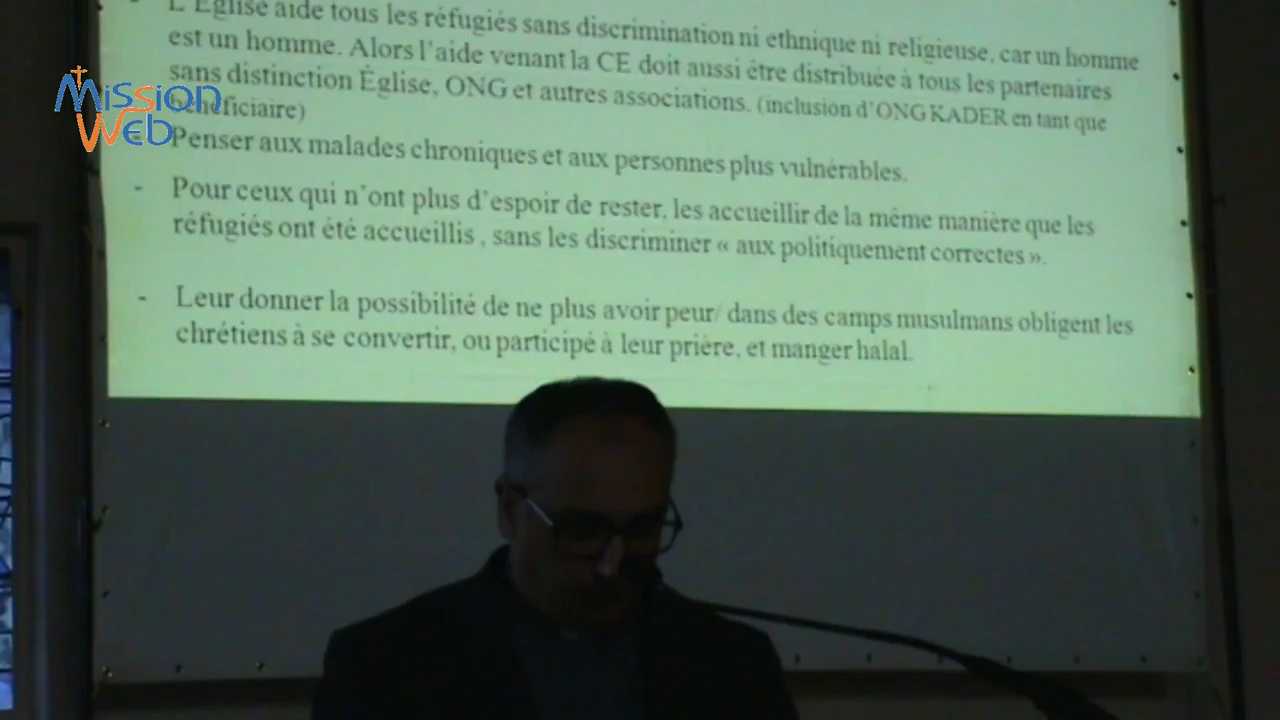 - L'Église aide tous les réfugiés sans discrimination ni ethnique ni religieuse, car un homme
est un homme. Alors l'aide venant la CE doit aussi être distribuée à tous les partenaires
sans distinction Église, ONG et autres associations. (inclusion d'ONG KADER en tant que
bénéficiaire)
Penser aux malades chroniques et aux personnes plus vulnérables.
- Pour ceux qui n'ont plus d'espoir de rester, les accueillir de la même manière que les
réfugiés ont été accueillis , sans les discriminer « aux politiquement correctes ».
- Leur donner la possibilité de ne plus avoir peur/ dans des camps musulmans obligent les
chrétiens à se convertir, ou participé à leur prière, et manger halal.
Mission
Web